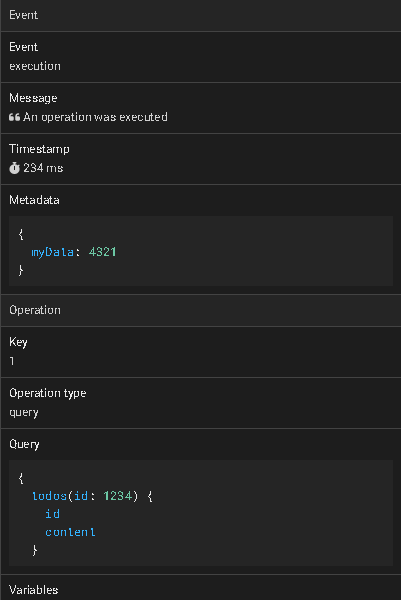 Event
Event
execution
Message
❝ An operation was executed
Timestamp
⏱ 234 ms
Metadata
{
myData: 4321
}
Operation
Key
1
Operation type
query
Query
{
todos(id: 1234) {
id
content
}
Variables